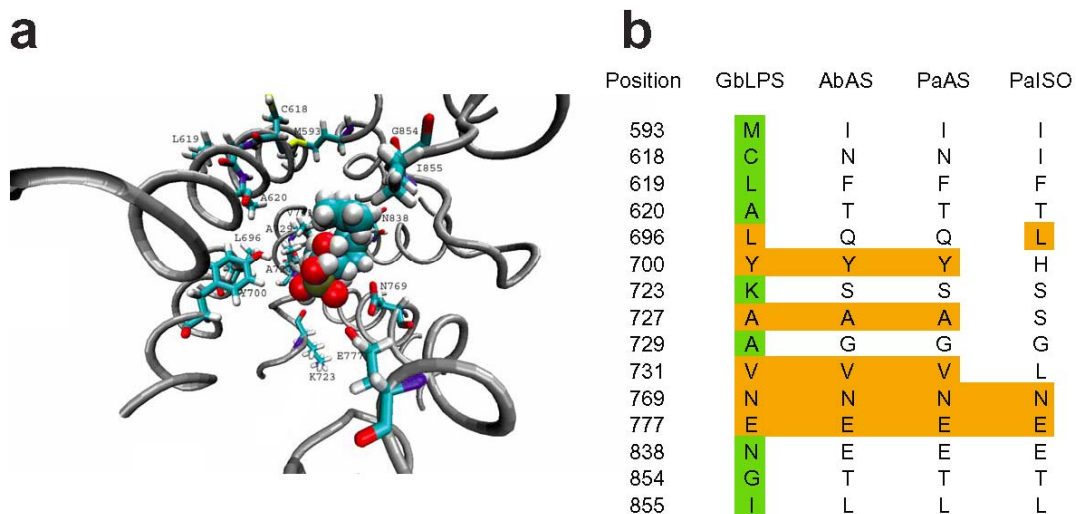 a
C618
M593
G854
L619
I855
A620
N838
L696
Y700
N769
E777
K723
b
Position GbLPS AbAS PaAS PaISO
593 M I I I
618 C N N I
619 L F F F
620 A T T T
696 L Q Q L
700 Y Y Y H
723 K S S S
727 A A A S
729 A G G G
731 V V V L
769 N N N N
777 E E E E
838 N E E E
854 G T T T
855 I L L L